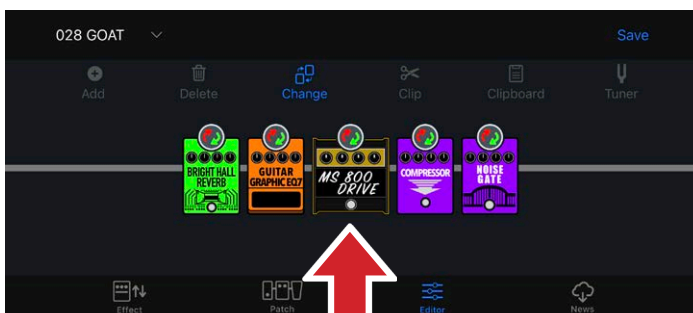 028 GOAT
Save
Add
Delete
Change
Clip
Clipboard
Tuner
BRIGHT HALL
REVERB
GUITAR
GRAPHIC EQ7
MS 800
DRIVE
COMPRESSOR
NOISE
GATE
Effect
Patch
Editor
News